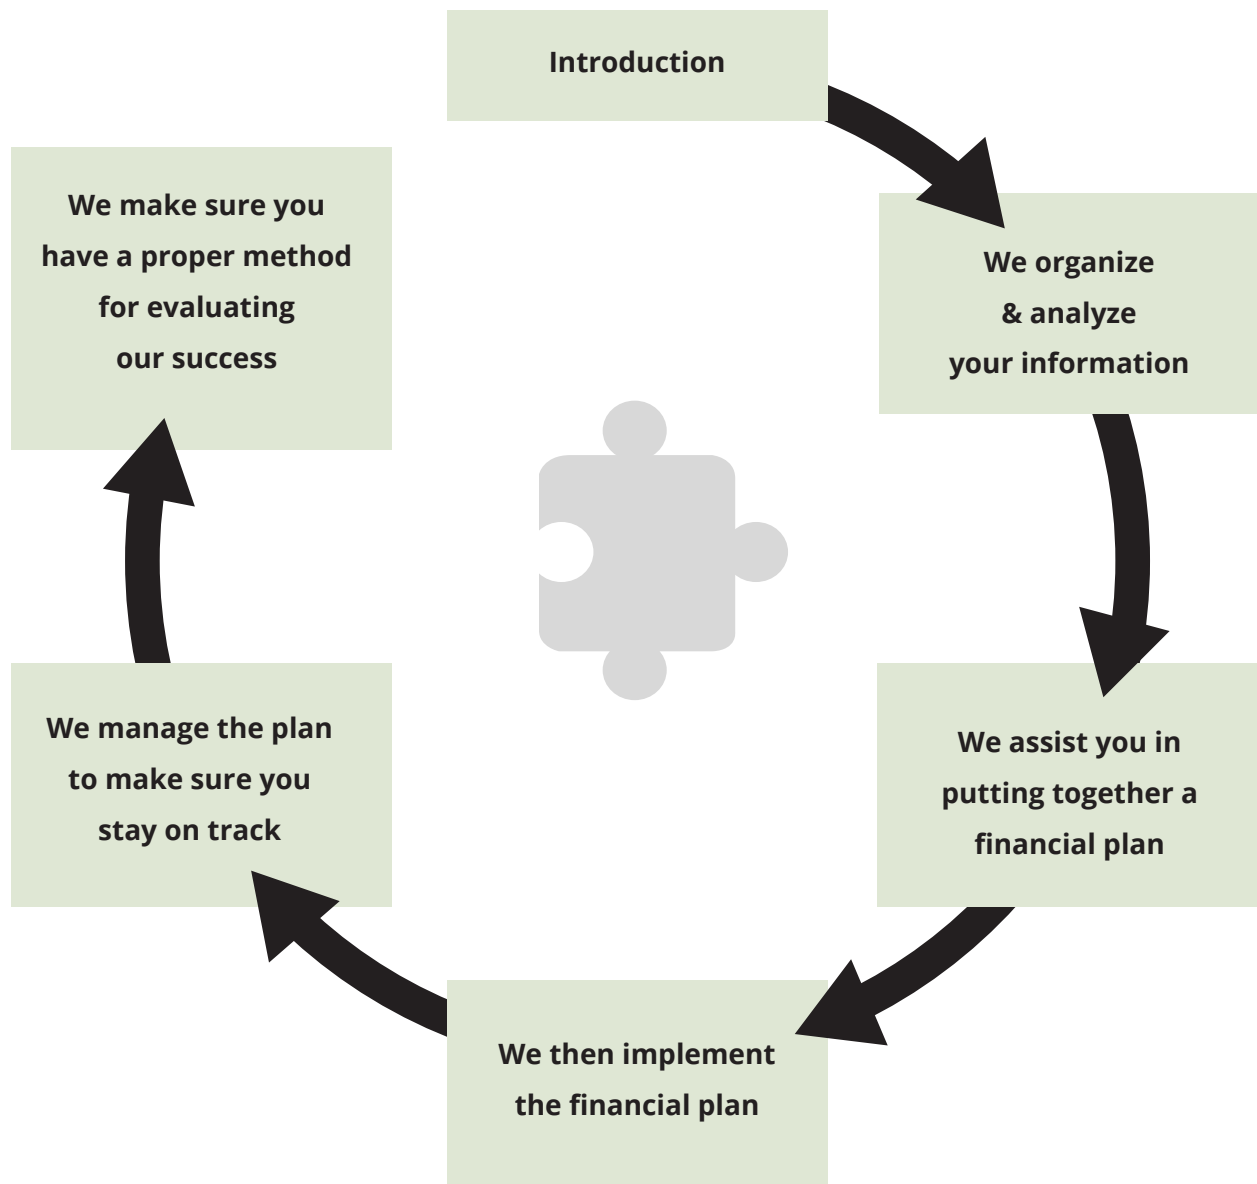 Introduction
We organize
& analyze
your information
We assist you in
putting together a
financial plan
We then implement
the financial plan
We manage the plan
to make sure you
stay on track
We make sure you
have a proper method
for evaluating
our success